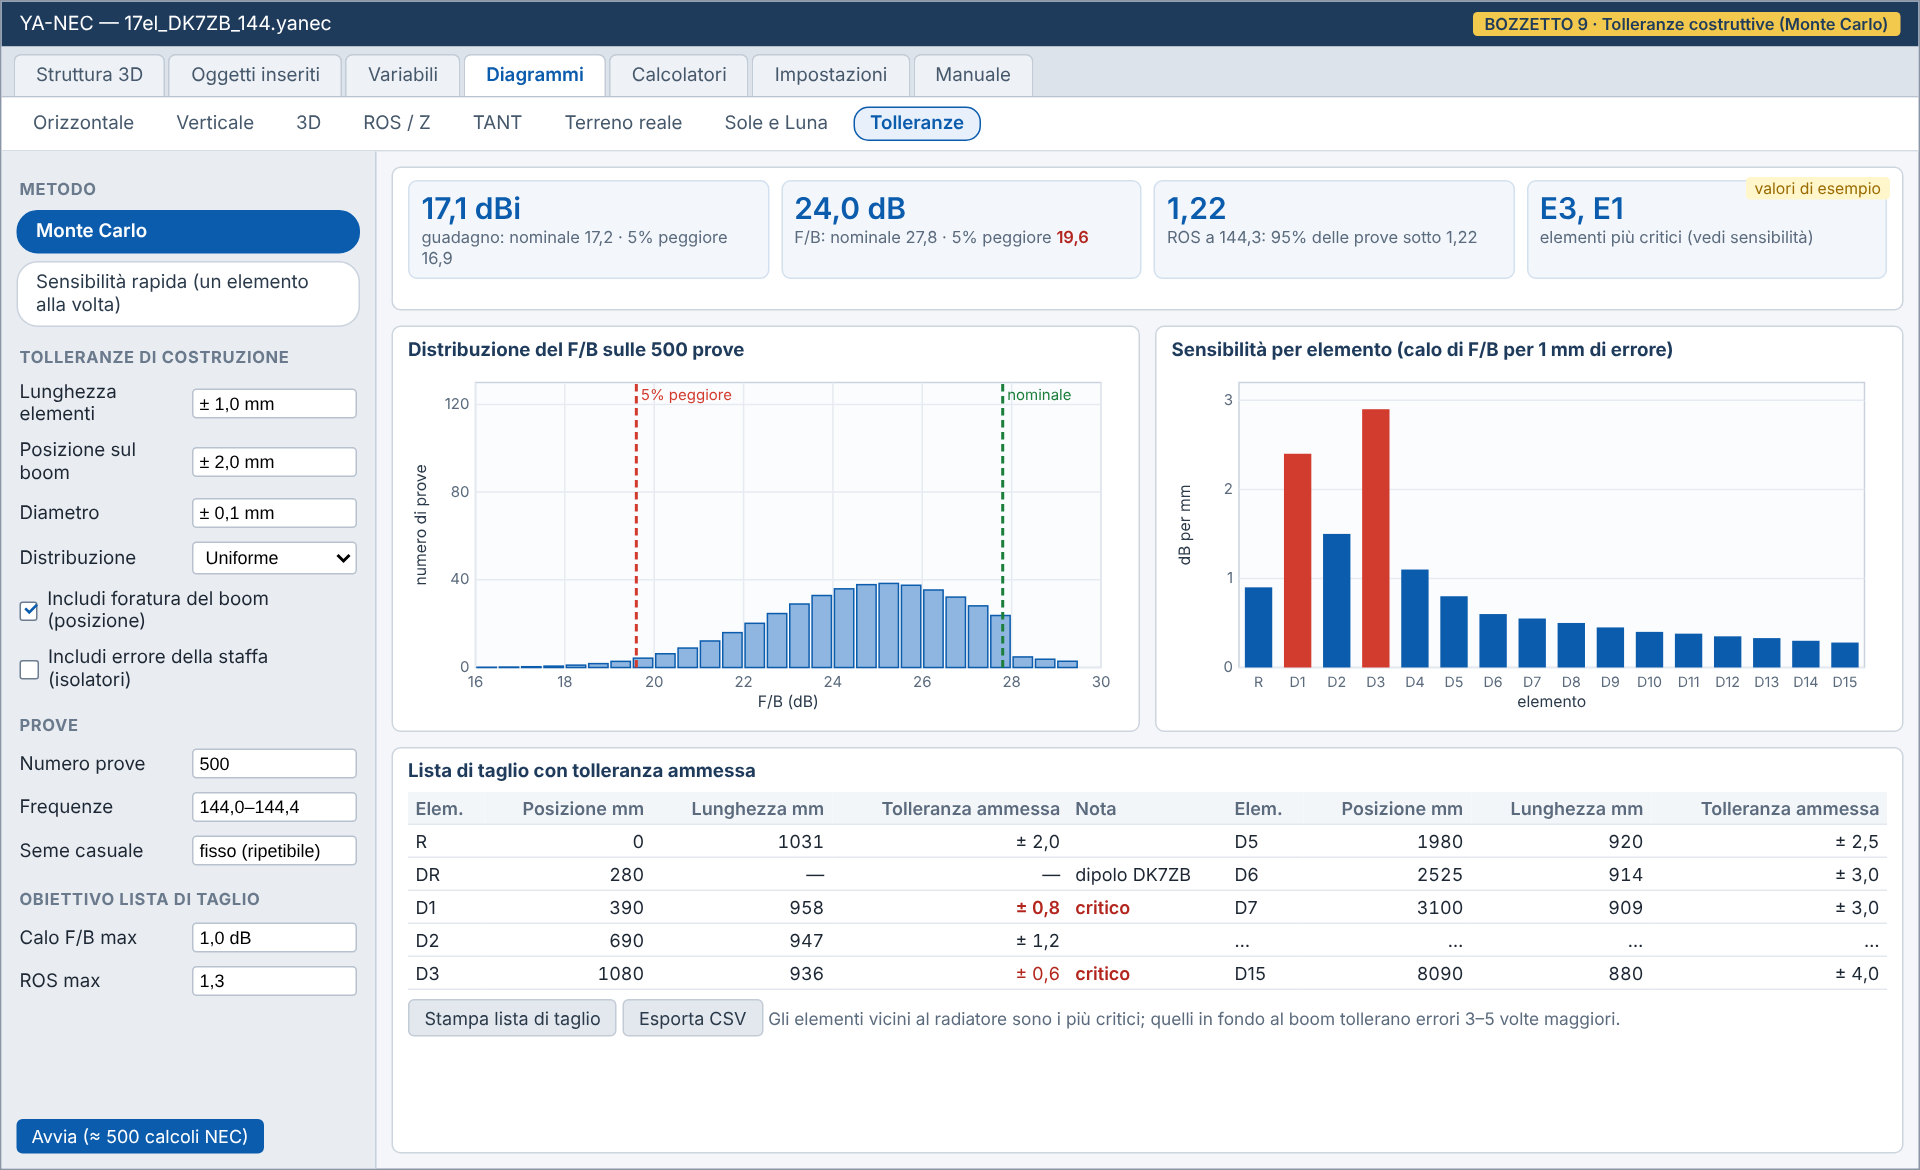 YA-NEC — 17el_DK7ZB_144.yanec
BOZZETTO 9 · Tolleranze costruttive (Monte Carlo)
Struttura 3D
Oggetti inseriti
Variabili
Diagrammi
Calcolatori
Impostazioni
Manuale
Orizzontale
Verticale
3D
ROS / Z
TANT
Terreno reale
Sole e Luna
Tolleranze
METODO
Monte Carlo
Sensibilità rapida (un elemento
alla volta)
TOLLERANZE DI COSTRUZIONE
Lunghezza
elementi
± 1,0 mm
Posizione sul
boom
± 2,0 mm
Diametro
± 0,1 mm
Distribuzione
Uniforme
Includi foratura del boom
(posizione)
Includi errore della staffa
(isolatori)
PROVE
Numero prove
500
Frequenze
144,0–144,4
Seme casuale
fisso (ripetibile)
OBIETTIVO LISTA DI TAGLIO
Calo F/B max
1,0 dB
ROS max
1,3
Avvia (≈ 500 calcoli NEC)
17,1 dBi
guadagno: nominale 17,2 · 5% peggiore
16,9
24,0 dB
F/B: nominale 27,8 · 5% peggiore 19,6
1,22
ROS a 144,3: 95% delle prove sotto 1,22
valori di esempio
E3, E1
elementi più critici (vedi sensibilità)
Distribuzione del F/B sulle 500 prove
5% peggiore
nominale
120
80
40
0
numero di prove
16 18 20 22 24 26 28 30
F/B (dB)
Sensibilità per elemento (calo di F/B per 1 mm di errore)
3
2
1
0
dB per mm
R D1 D2 D3 D4 D5 D6 D7 D8 D9 D10 D11 D12 D13 D14 D15
elemento
Lista di taglio con tolleranza ammessa
Elem. Posizione mm Lunghezza mm Tolleranza ammessa Nota Elem. Posizione mm Lunghezza mm Tolleranza ammessa
R 0 1031 ± 2,0 D5 1980 920 ± 2,5
DR 280 — — dipolo DK7ZB D6 2525 914 ± 3,0
D1 390 958 ± 0,8 critico D7 3100 909 ± 3,0
D2 690 947 ± 1,2 ... ... ... ...
D3 1080 936 ± 0,6 critico D15 8090 880 ± 4,0
Stampa lista di taglio
Esporta CSV
Gli elementi vicini al radiatore sono i più critici; quelli in fondo al boom tollerano errori 3–5 volte maggiori.